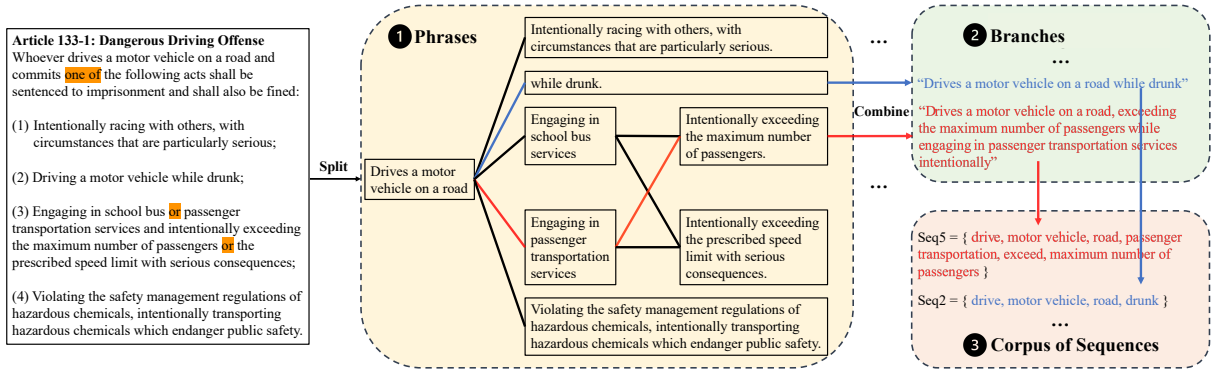 Article 133-1: Dangerous Driving Offense
Whoever drives a motor vehicle on a road and
commits one of the following acts shall be
sentenced to imprisonment and shall also be fined:
(1) Intentionally racing with others, with
circumstances that are particularly serious;
(2) Driving a motor vehicle while drunk;
(3) Engaging in school bus or passenger
transportation services and intentionally exceeding
the maximum number of passengers or the
prescribed speed limit with serious consequences;
(4) Violating the safety management regulations of
hazardous chemicals, intentionally transporting
hazardous chemicals which endanger public safety.
Split
1 Phrases
Drives a motor
vehicle on a road
Intentionally racing with others, with
circumstances that are particularly serious.
while drunk.
Engaging in
school bus
services
Intentionally exceeding
the maximum number
of passengers.
Engaging in
passenger
transportation
services
Intentionally exceeding
the prescribed speed
limit with serious
consequences.
Violating the safety management regulations of
hazardous chemicals, intentionally transporting
hazardous chemicals which endanger public safety.
...
Combine
...
2 Branches
...
“Drives a motor vehicle on a road while drunk”
“Drives a motor vehicle on a road, exceeding
the maximum number of passengers while
engaging in passenger transportation services
intentionally”
Seq5 = { drive, motor vehicle, road, passenger
transportation, exceed, maximum number of
passengers }
Seq2 = { drive, motor vehicle, road, drunk }
...
3 Corpus of Sequences